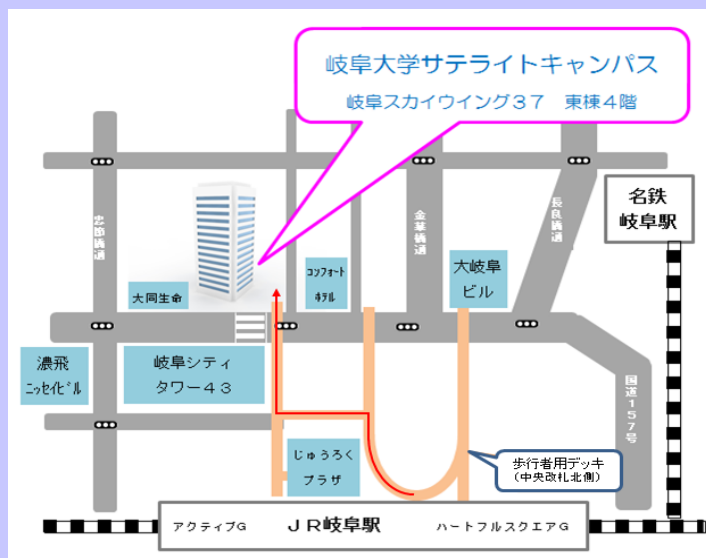 岐阜大学サテライトキャンパス
岐阜スカイウイング３７　東棟４階
忠節橋通
金華橋通
長良橋通
名鉄
岐阜駅
コンフォート
ホテル
大岐阜
ビル
大同生命
濃飛
ニッセイビル
岐阜シティ
タワー４３
国道157号
じゅうろく
プラザ
歩行者用デッキ
（中央改札北側）
アクティブG
ＪＲ岐阜駅
ハートフルスクエアG